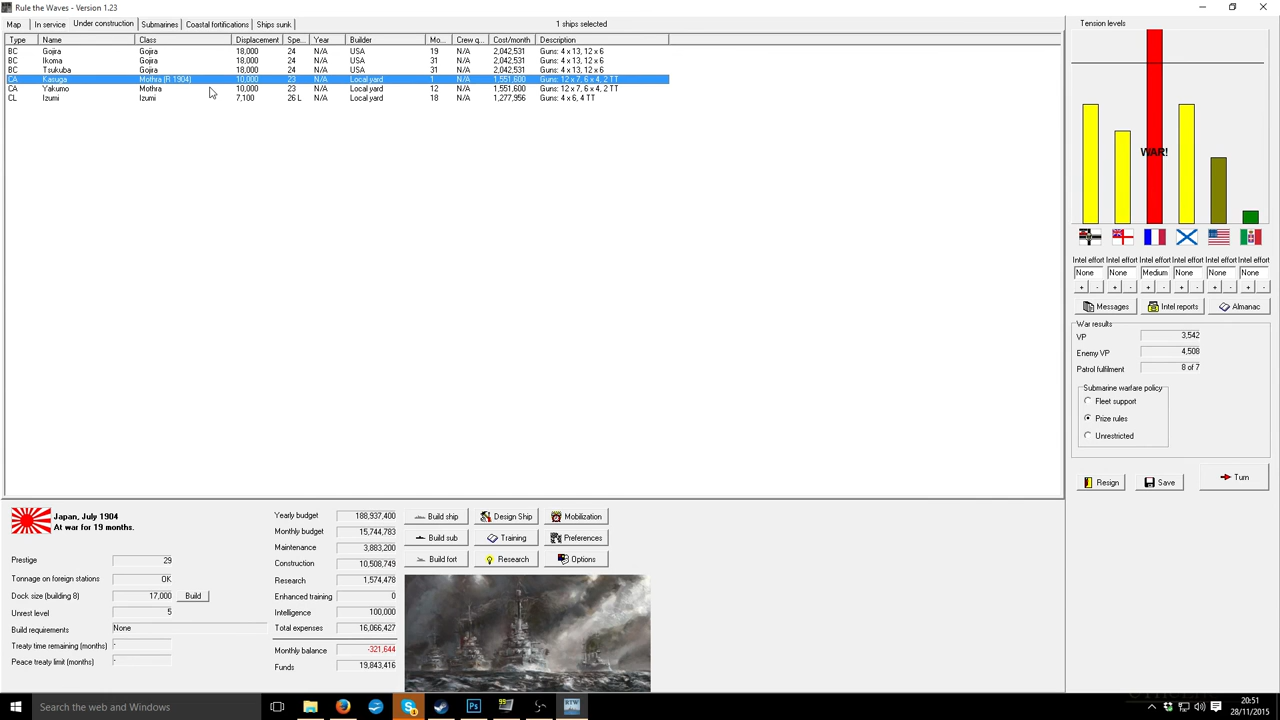 Rule the Waves - Version 1.23
Map In service Under construction Submarines Coastal fortifications Ships sunk 1 ships selected
Type Name Class Displacement Spe... Year Builder Mo... Crew q... Cost/month Description
BC Gojira Gojira 18,000 24 N/A USA 19 N/A 2,042,531 Guns: 4 x 13, 12 x 6
BC Ikoma Gojira 18,000 24 N/A USA 31 N/A 2,042,531 Guns: 4 x 13, 12 x 6
BC Tsukuba Gojira 18,000 24 N/A USA 31 N/A 2,042,531 Guns: 4 x 13, 12 x 6
CA Kasuga Mothra (R 1904) 10,000 23 N/A Local yard 1 N/A 1,551,600 Guns: 12 x 7, 6 x 4, 2 TT
CA Yakumo Mothra 10,000 23 N/A Local yard 12 N/A 1,551,600 Guns: 12 x 7, 6 x 4, 2 TT
CL Izumi Izumi 7,100 26 L N/A Local yard 18 N/A 1,277,956 Guns: 4 x 6, 4 TT
Tension levels
WAR!
Intel effort Intel effort Intel effort Intel effort Intel effort Intel effort
None None Medium None None None
+ - + - + - + - + - + -
Messages Intel reports Almanac
War results
VP 3,542
Enemy VP 4,508
Patrol fulfilment 8 of 7
Submarine warfare policy
Fleet support
Prize rules
Unrestricted
Resign Save Turn
Japan, July 1904
At war for 19 months.
Prestige 29
Tonnage on foreign stations OK
Dock size (building 8) 17,000 Build
Unrest level 5
Build requirements None
Treaty time remaining (months) -
Peace treaty limit (months) -
Yearly budget 188,937,400
Monthly budget 15,744,783
Maintenance 3,883,200
Construction 10,508,749
Research 1,574,478
Enhanced training 0
Intelligence 100,000
Total expenses 16,066,427
Monthly balance -321,644
Funds 19,843,416
Build ship Design Ship Mobilization
Build sub Training Preferences
Build fort Research Options
Search the web and Windows
20:51
28/11/2015